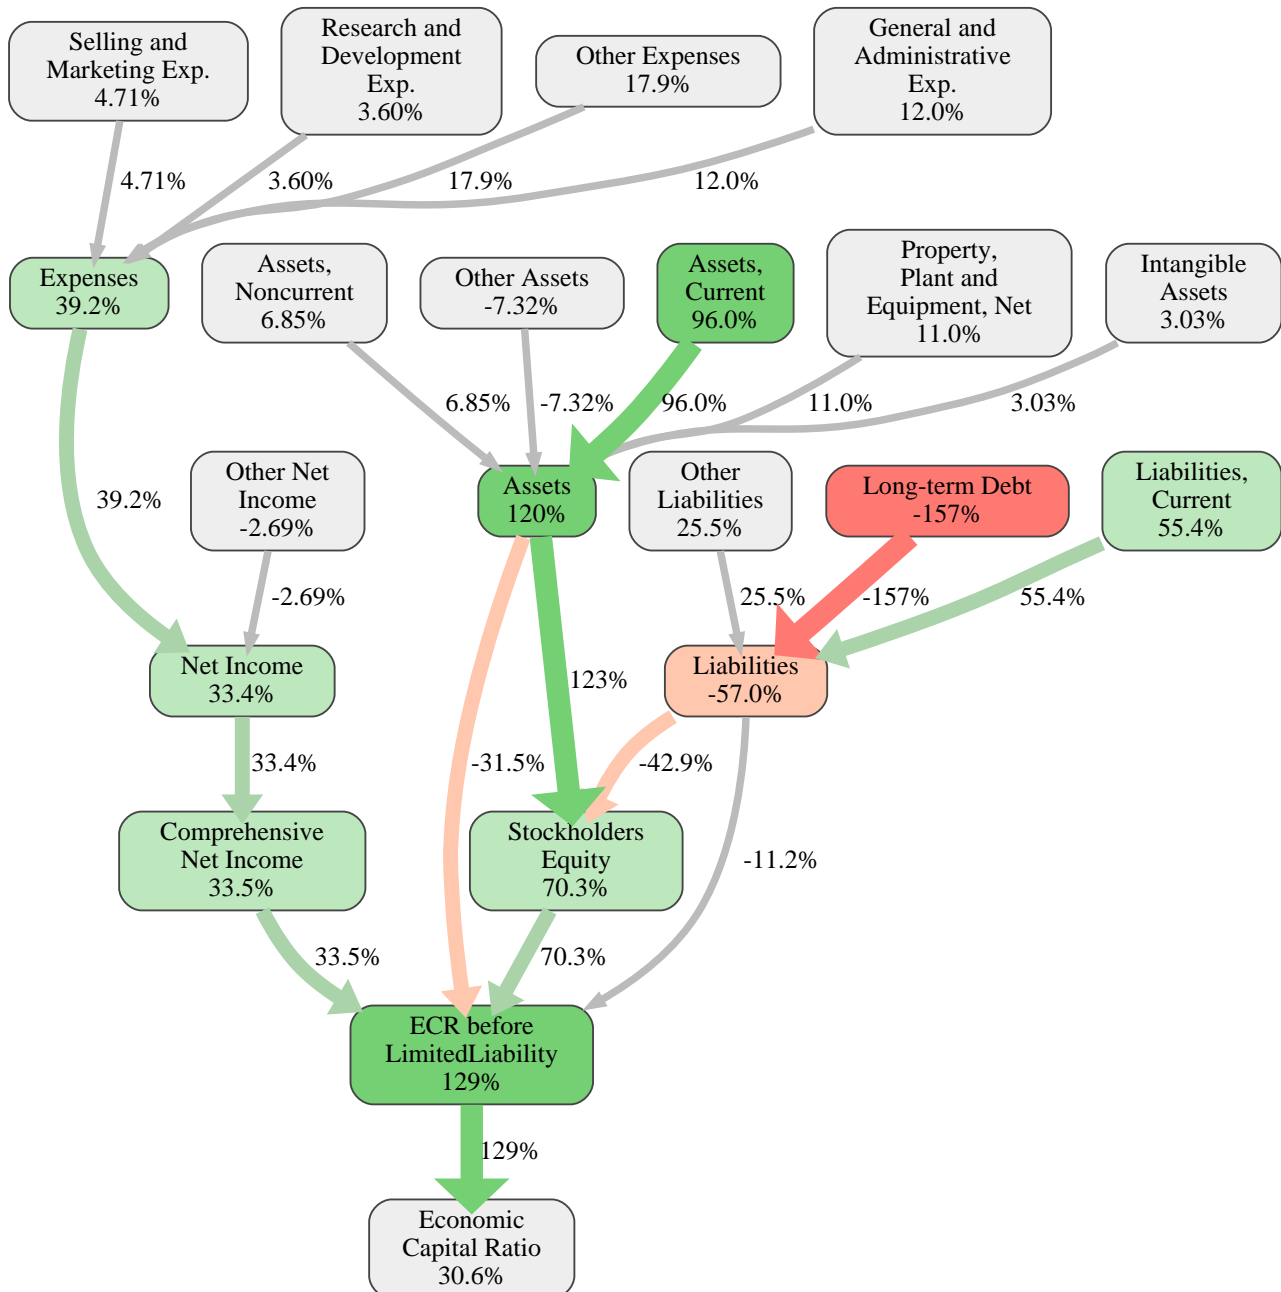 Selling and
Marketing Exp.
4.71%
Research and
Development
Exp.
3.60%
Other Expenses
17.9%
General and
Administrative
Exp.
12.0%
4.71%
3.60%
17.9%
12.0%
Expenses
39.2%
Assets,
Noncurrent
6.85%
Other Assets
-7.32%
Assets,
Current
96.0%
Property,
Plant and
Equipment, Net
11.0%
Intangible
Assets
3.03%
6.85%
-7.32%
96.0%
11.0%
3.03%
39.2%
Other Net
Income
-2.69%
Assets
120%
Other
Liabilities
25.5%
Long-term Debt
-157%
Liabilities,
Current
55.4%
-2.69%
25.5%
-157%
55.4%
Net Income
33.4%
123%
Liabilities
-57.0%
33.4%
-31.5%
-42.9%
Comprehensive
Net Income
33.5%
Stockholders
Equity
70.3%
-11.2%
33.5%
70.3%
ECR before
LimitedLiability
129%
129%
Economic
Capital Ratio
30.6%